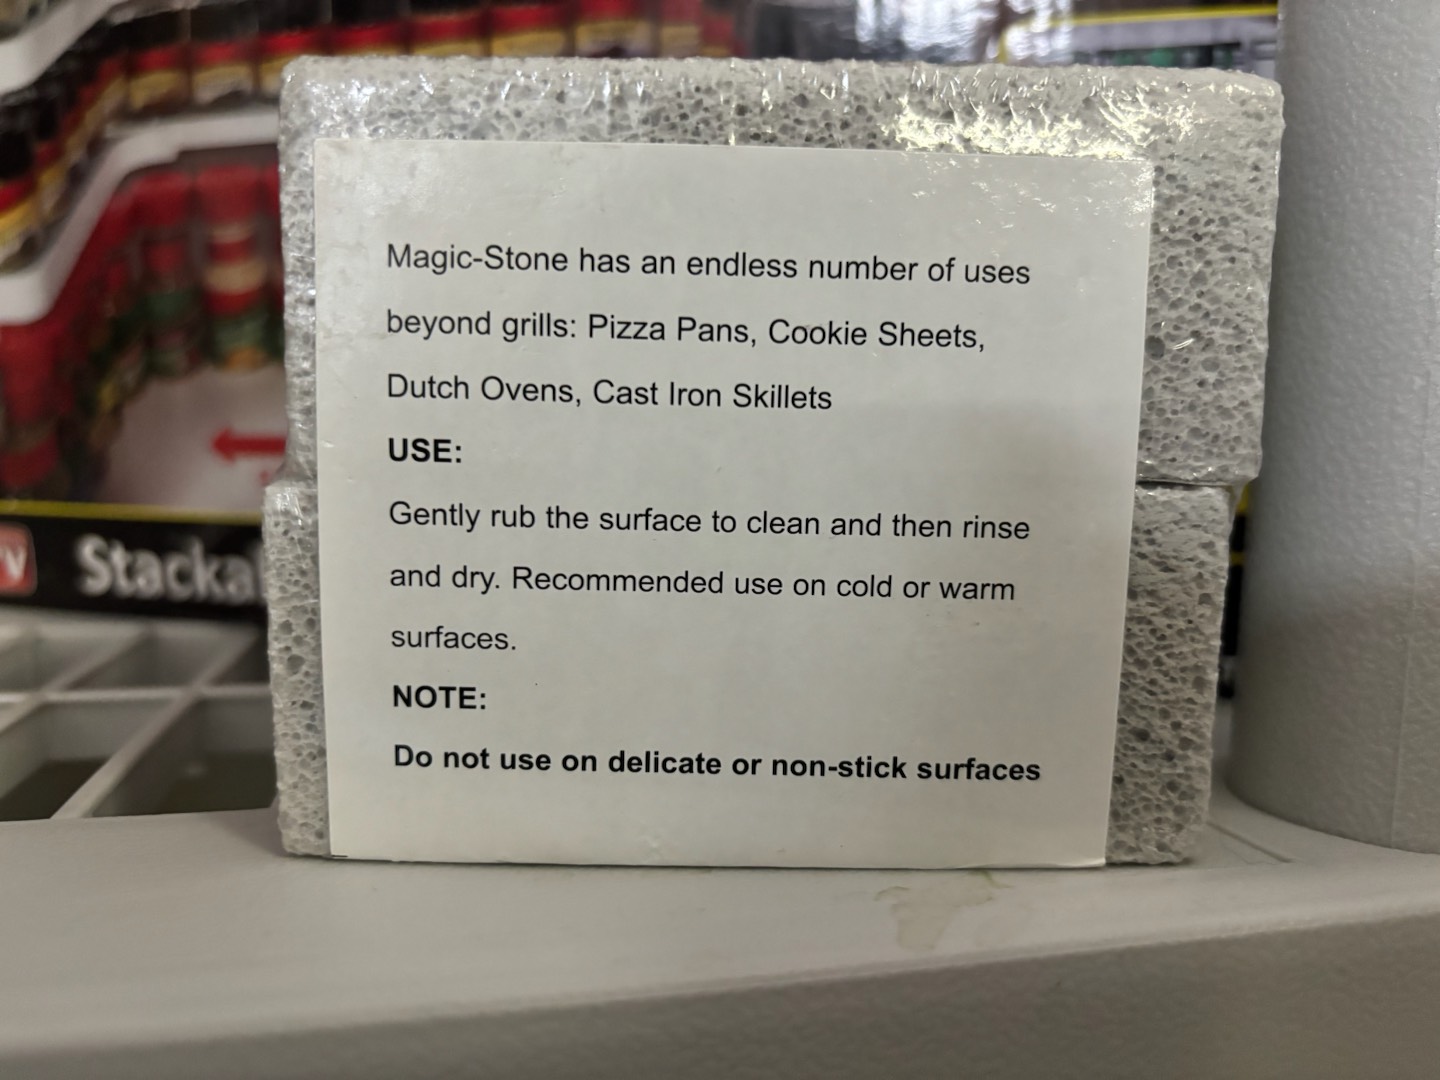 Magic-Stone has an endless number of uses
beyond grills: Pizza Pans, Cookie Sheets,
Dutch Ovens, Cast Iron Skillets
USE:
Gently rub the surface to clean and then rinse
and dry. Recommended use on cold or warm
surfaces.
NOTE:
Do not use on delicate or non-stick surfaces
V
Stacka